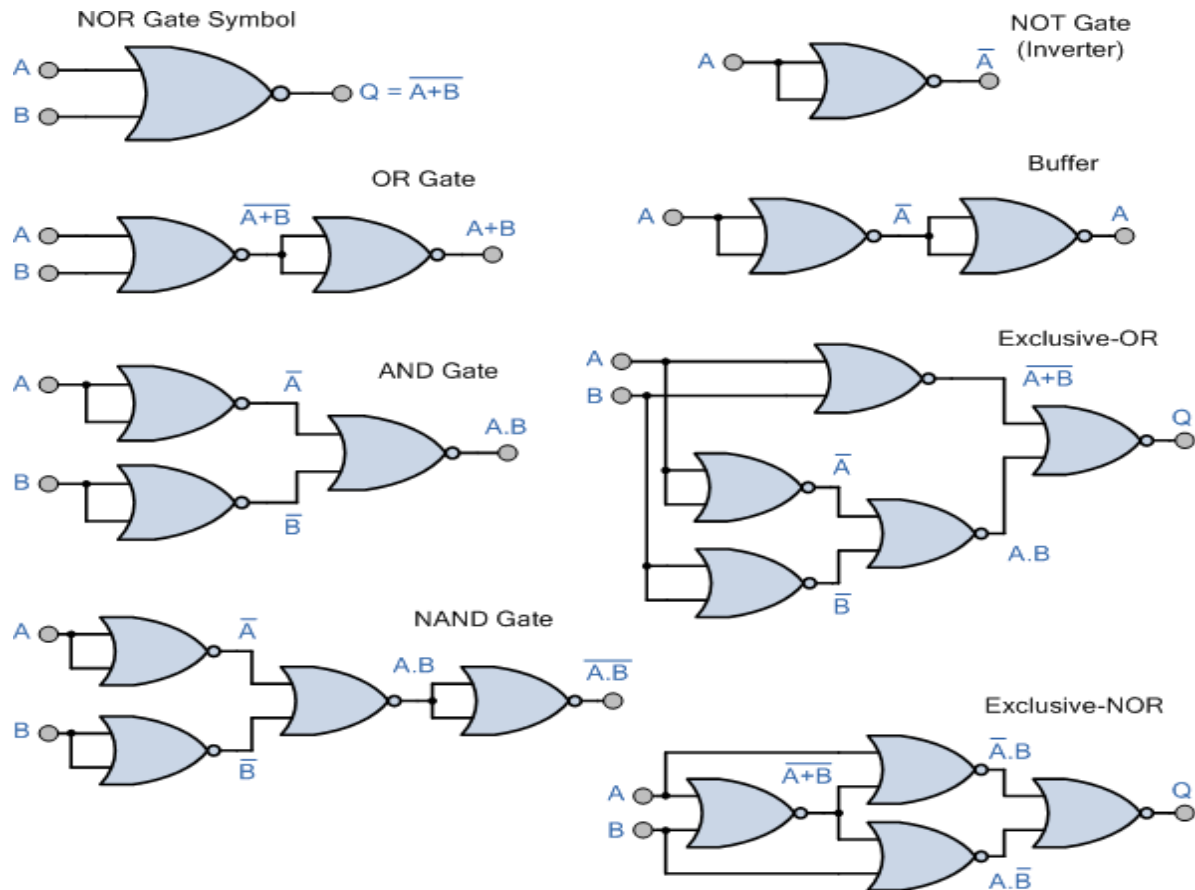 NOR Gate Symbol
A
B
Q = A̅+̅B̅
NOT Gate
(Inverter)
A
A̅
OR Gate
A
B
A̅+̅B̅
A+B
Buffer
A
A̅
A
AND Gate
A
A̅
B
B̅
A.B
Exclusive-OR
A
B
A̅+̅B̅
A̅
B̅
A.B
Q
NAND Gate
A
A̅
B
B̅
A.B
A̅.̅B̅
Exclusive-NOR
A
B
A̅+̅B̅
A̅.B
A.B̅
Q